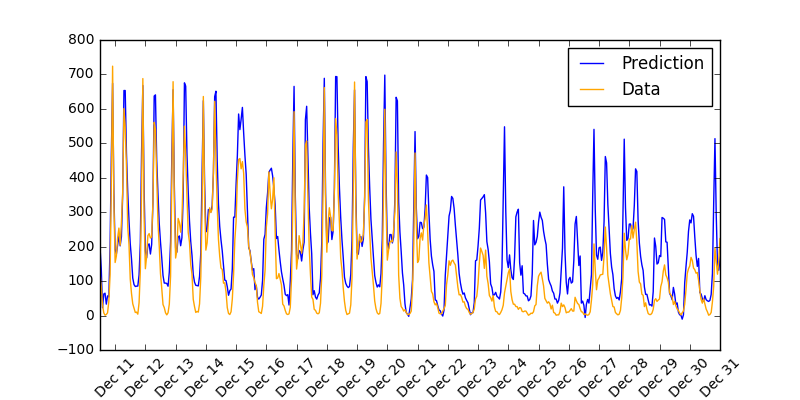 800
700
600
500
400
300
200
100
0
−100
Prediction
Data
Dec 11
Dec 12
Dec 13
Dec 14
Dec 15
Dec 16
Dec 17
Dec 18
Dec 19
Dec 20
Dec 21
Dec 22
Dec 23
Dec 24
Dec 25
Dec 26
Dec 27
Dec 28
Dec 29
Dec 30
Dec 31